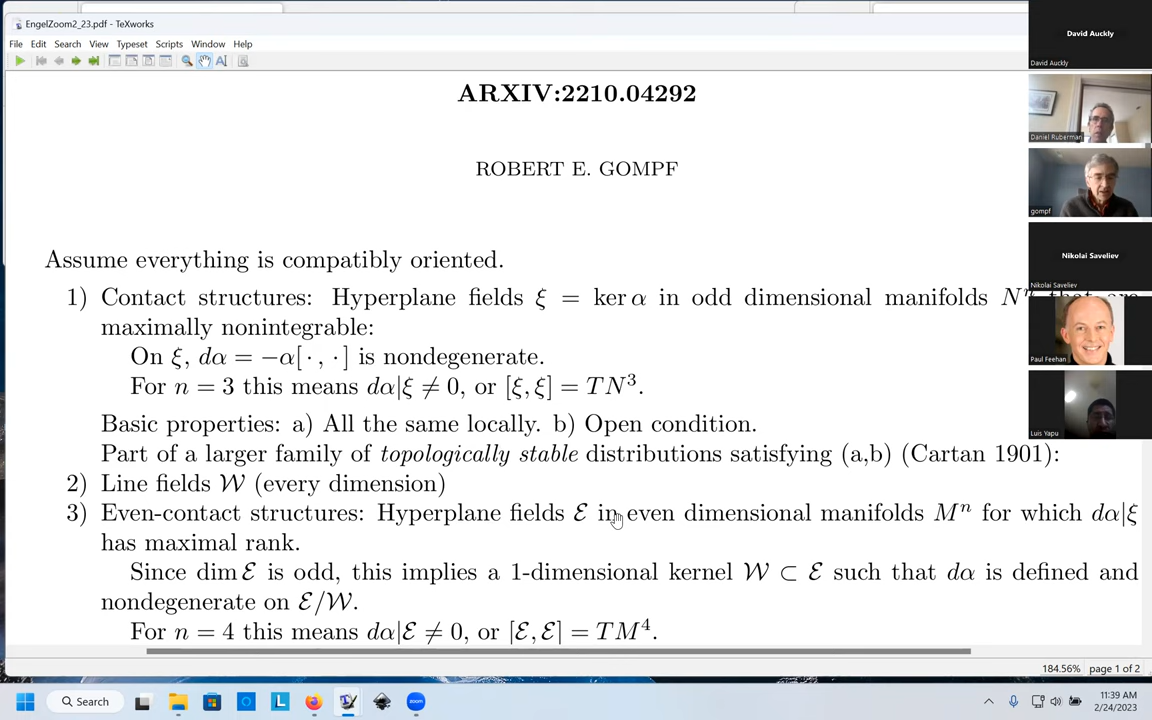 EngelZoom2_23.pdf - TeXworks
File Edit Search View Typeset Scripts Window Help
ARXIV:2210.04292
ROBERT E. GOMPF
Assume everything is compatibly oriented.
1) Contact structures: Hyperplane fields ξ = ker α in odd dimensional manifolds Nⁿ that are
maximally nonintegrable:
On ξ, dα = −α[ · , · ] is nondegenerate.
For n = 3 this means dα|ξ ≠ 0, or [ξ, ξ] = TN³.
Basic properties: a) All the same locally. b) Open condition.
Part of a larger family of topologically stable distributions satisfying (a,b) (Cartan 1901):
2) Line fields 𝒲 (every dimension)
3) Even-contact structures: Hyperplane fields ℰ in even dimensional manifolds Mⁿ for which dα|ξ
has maximal rank.
Since dim ℰ is odd, this implies a 1-dimensional kernel 𝒲 ⊂ ℰ such that dα is defined and
nondegenerate on ℰ/𝒲.
For n = 4 this means dα|ℰ ≠ 0, or [ℰ, ℰ] = TM⁴.
David Auckly
David Auckly
Daniel Ruberman
gompf
Nikolai Saveliev
Nikolai Saveliev
Paul Feehan
Luis Yapu
184.56% page 1 of 2
Search
L
zoom
11:39 AM
2/24/2023